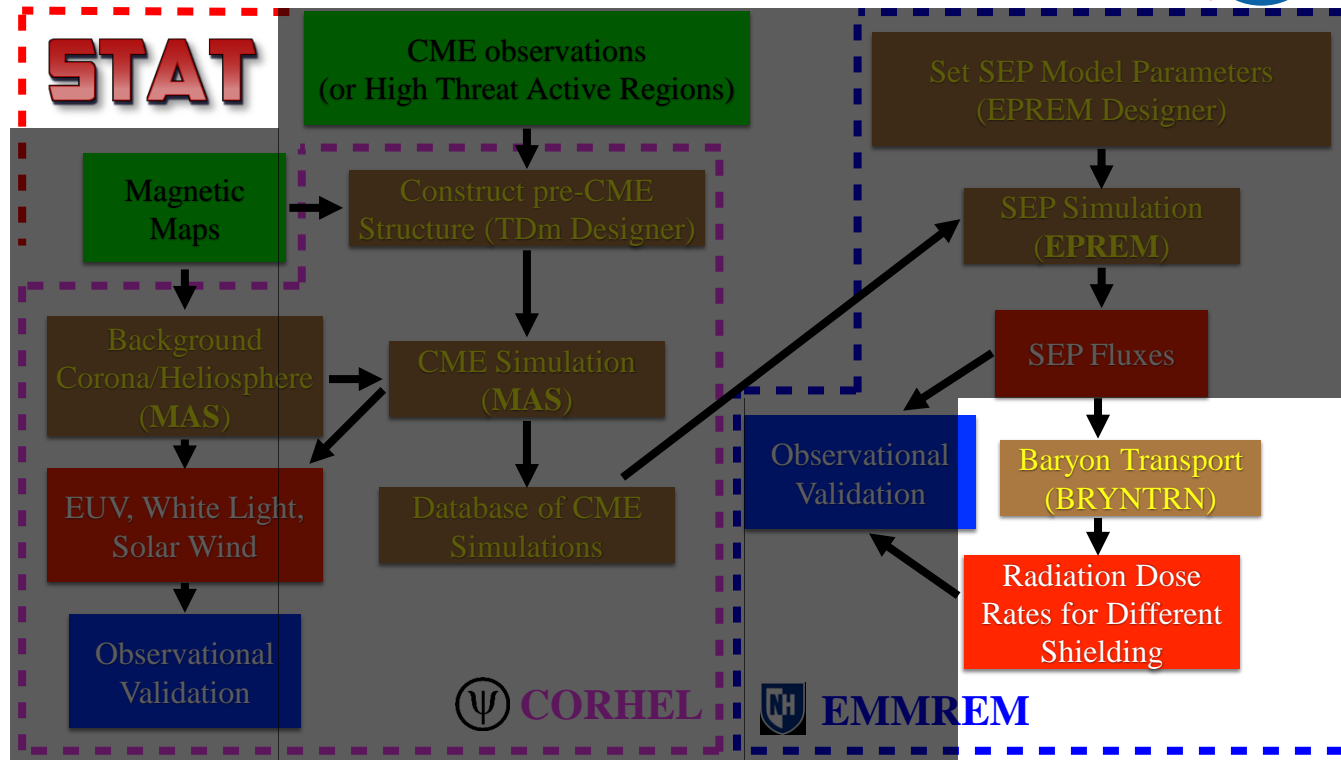 STAT
CME observations
(or High Threat Active Regions)
Magnetic
Maps
Construct pre-CME
Structure (TDm Designer)
Background
Corona/Heliosphere
(MAS)
CME Simulation
(MAS)
EUV, White Light,
Solar Wind
Database of CME
Simulations
Observational
Validation
Ψ CORHEL
Set SEP Model Parameters
(EPREM Designer)
SEP Simulation
(EPREM)
SEP Fluxes
Observational
Validation
Baryon Transport
(BRYNTRN)
Radiation Dose
Rates for Different
Shielding
NH EMMREM